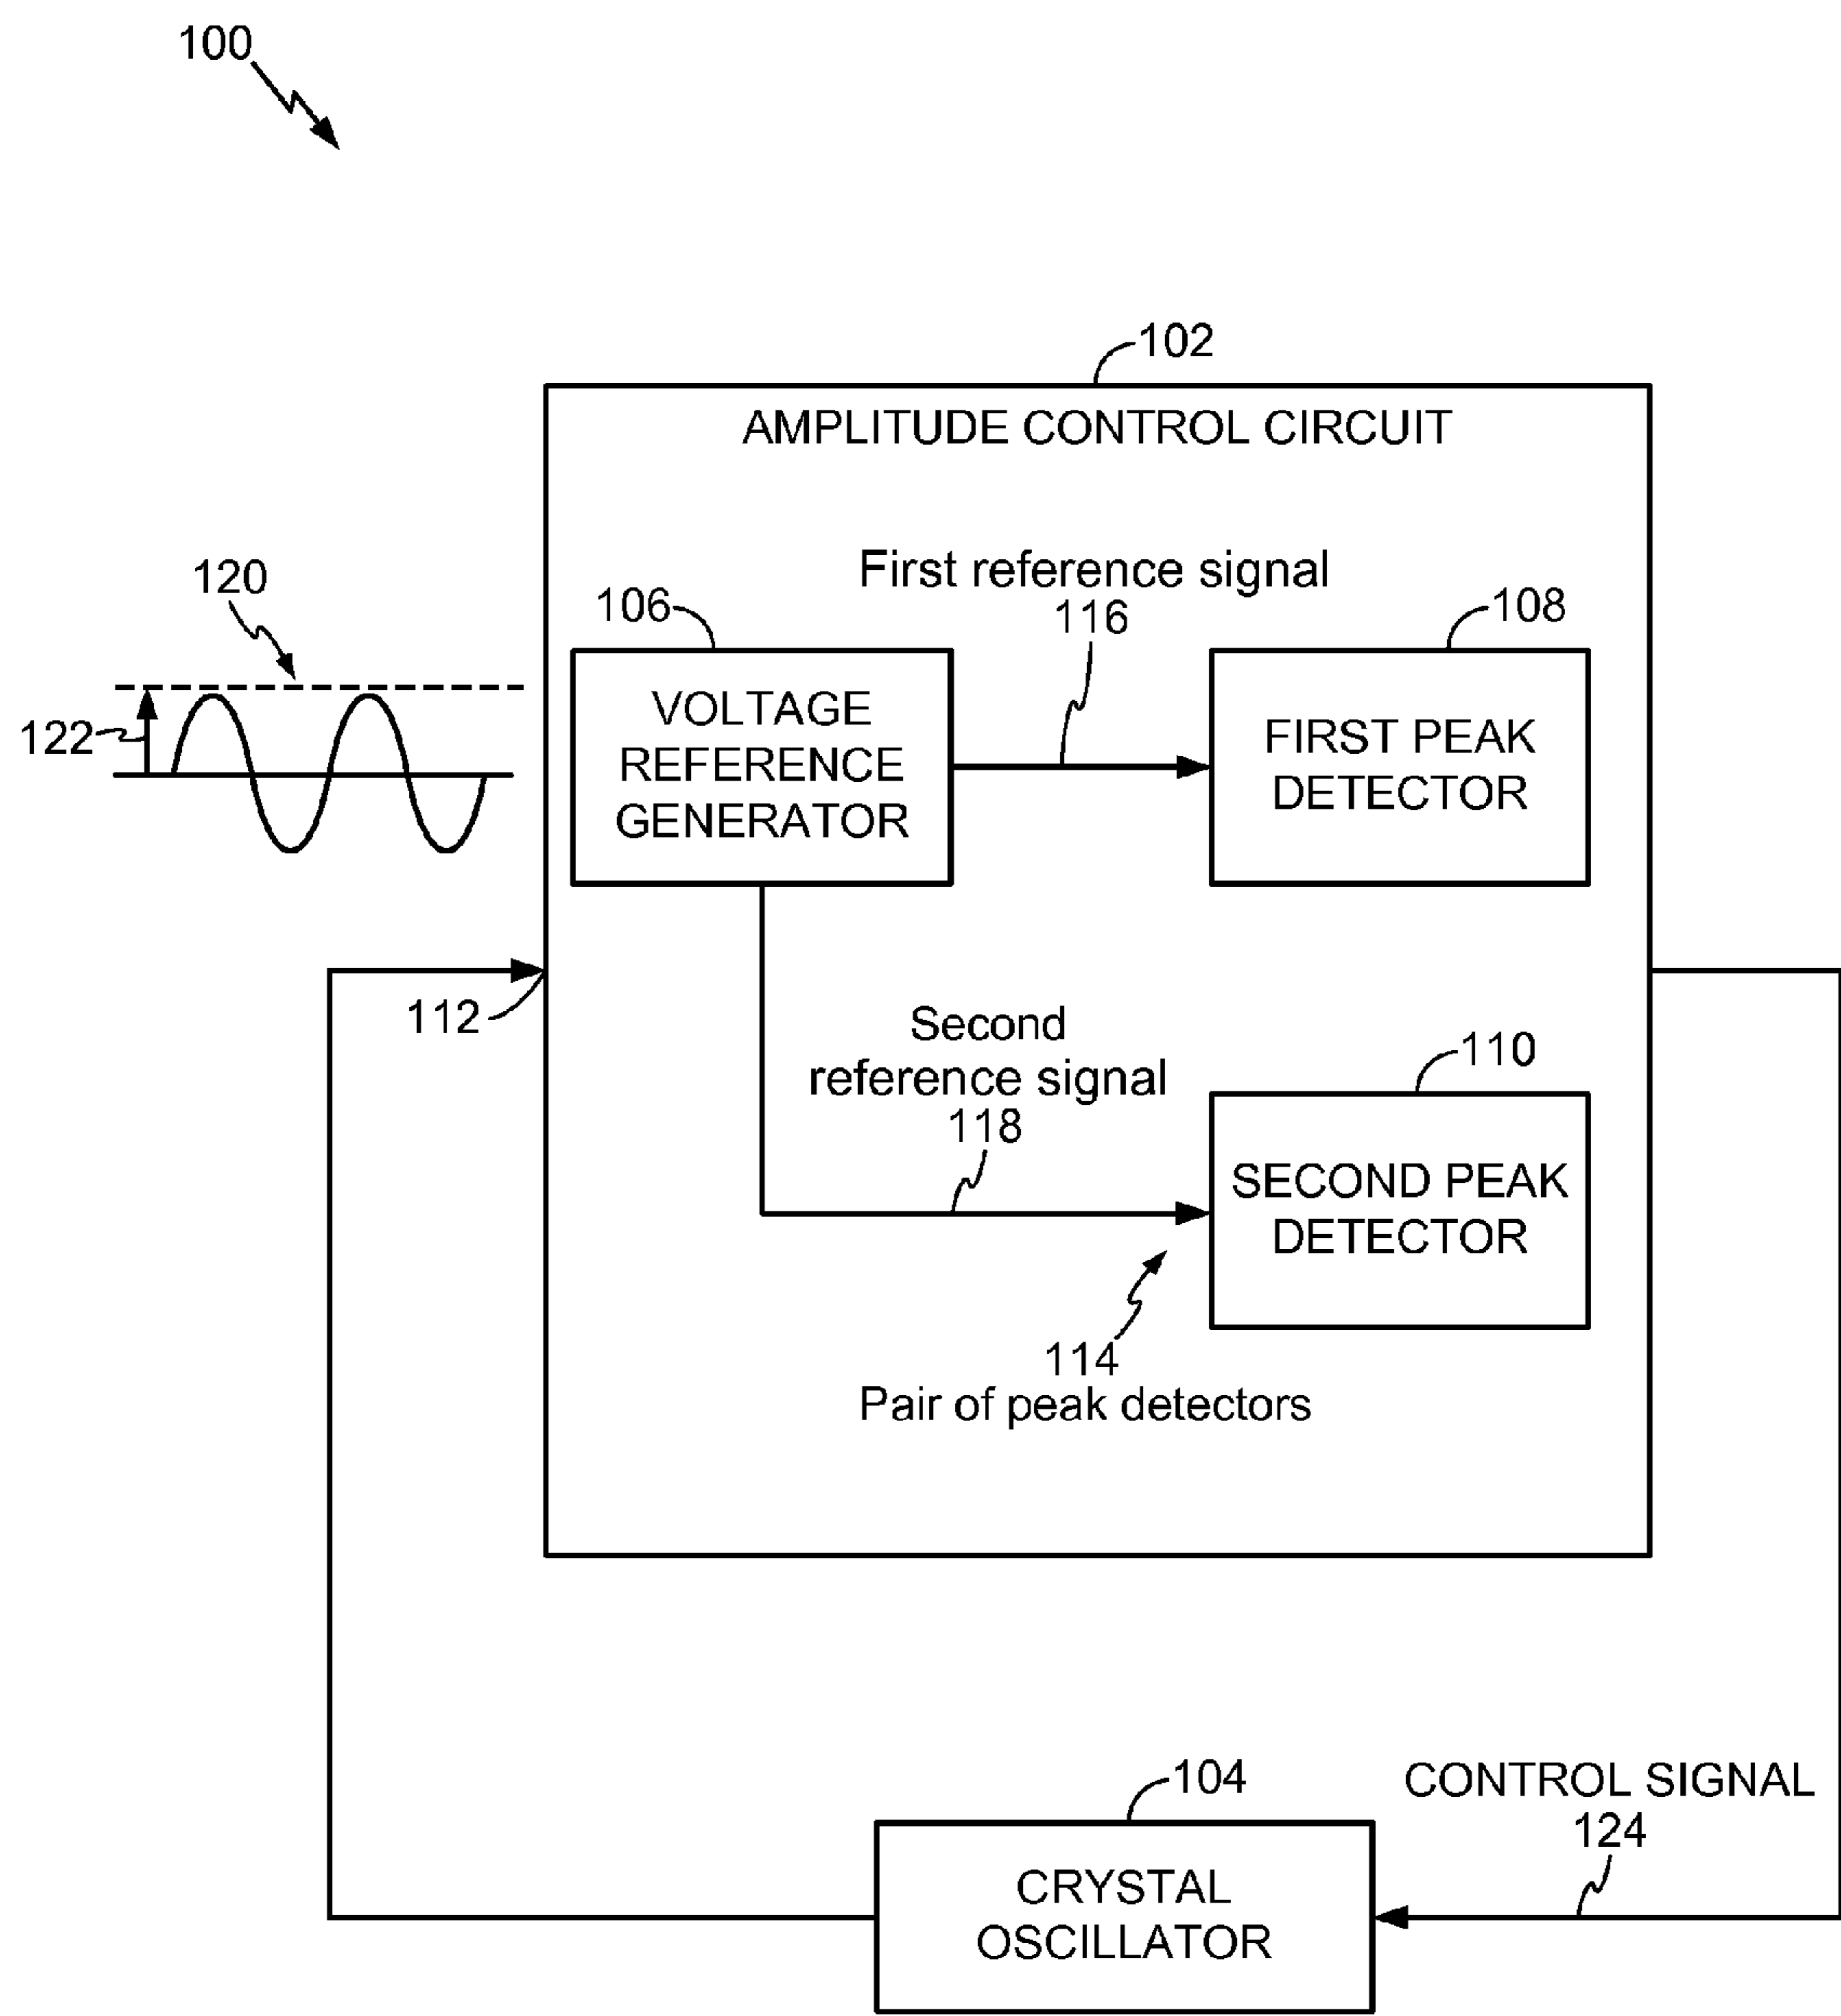 100
102
AMPLITUDE CONTROL CIRCUIT
120
122
First reference signal
116
106
108
VOLTAGE
REFERENCE
GENERATOR
FIRST PEAK
DETECTOR
112
Second
reference signal
118
110
SECOND PEAK
DETECTOR
114
Pair of peak detectors
104
CONTROL SIGNAL
124
CRYSTAL
OSCILLATOR